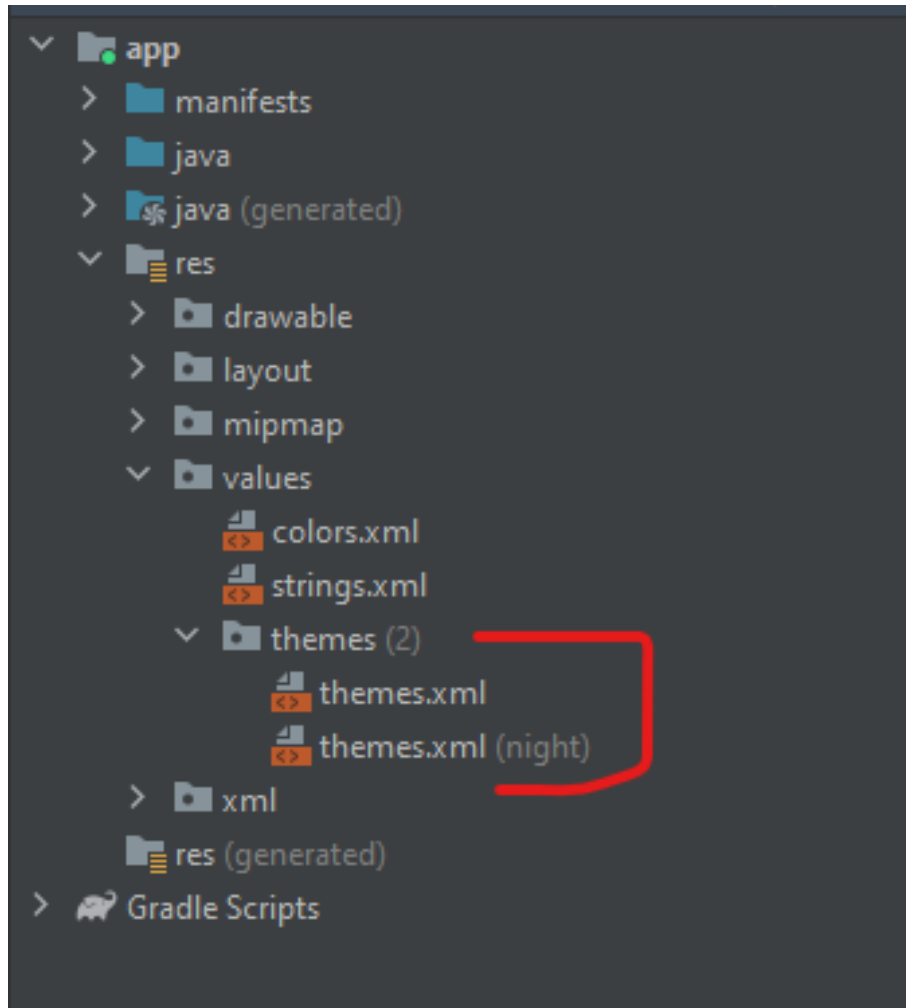 app
manifests
java
java (generated)
res
drawable
layout
mipmap
values
colors.xml
strings.xml
themes (2)
themes.xml
themes.xml (night)
xml
res (generated)
Gradle Scripts